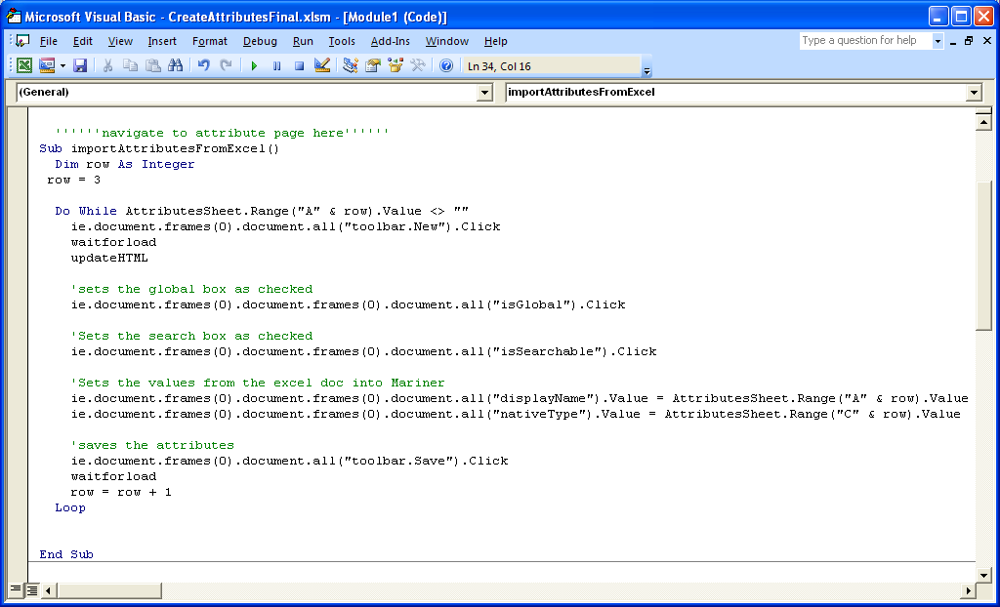 Microsoft Visual Basic - CreateAttributesFinal.xlsm - [Module1 (Code)]
File Edit View Insert Format Debug Run Tools Add-Ins Window Help
Type a question for help
Ln 34, Col 16
(General)
importAttributesFromExcel
''''''navigate to attribute page here''''''
Sub importAttributesFromExcel()
Dim row As Integer
row = 3
Do While AttributesSheet.Range("A" & row).Value <> ""
ie.document.frames(0).document.all("toolbar.New").Click
waitforload
updateHTML
'sets the global box as checked
ie.document.frames(0).document.frames(0).document.all("isGlobal").Click
'Sets the search box as checked
ie.document.frames(0).document.frames(0).document.all("isSearchable").Click
'Sets the values from the excel doc into Mariner
ie.document.frames(0).document.frames(0).document.all("displayName").Value = AttributesSheet.Range("A" & row).Value
ie.document.frames(0).document.frames(0).document.all("nativeType").Value = AttributesSheet.Range("C" & row).Value
'saves the attributes
ie.document.frames(0).document.all("toolbar.Save").Click
waitforload
row = row + 1
Loop
End Sub